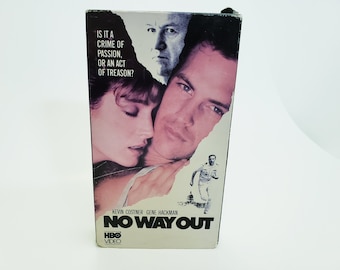 IS IT A
CRIME OF
PASSION,
OR AN ACT
OF TREASON?
KEVIN COSTNER GENE HACKMAN
NO WAY OUT
HBO
VIDEO